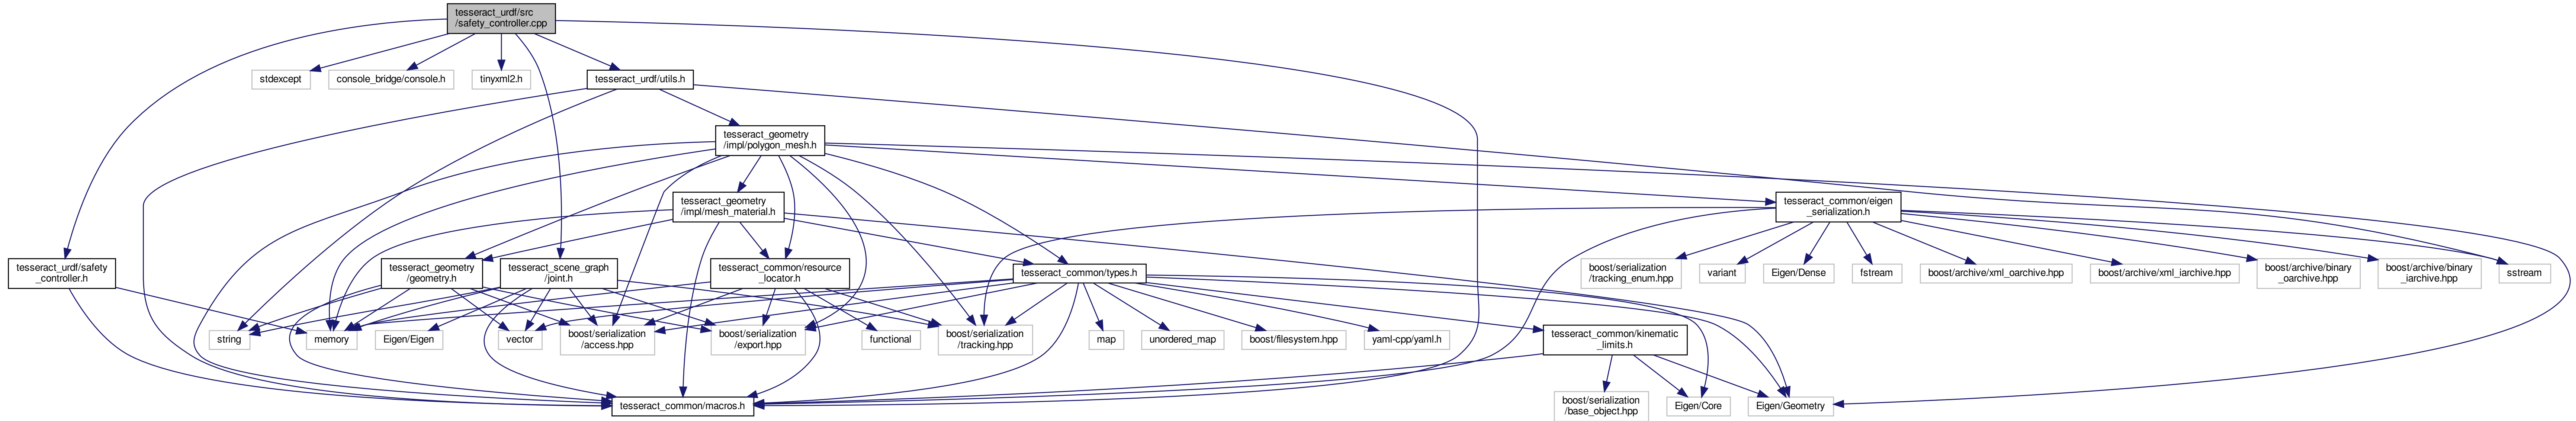 tesseract_urdf/src
/safety_controller.cpp
stdexcept
console_bridge/console.h
tinyxml2.h
tesseract_urdf/utils.h
tesseract_geometry
/impl/polygon_mesh.h
tesseract_geometry
/impl/mesh_material.h
tesseract_common/eigen
_serialization.h
tesseract_urdf/safety
_controller.h
tesseract_geometry
/geometry.h
tesseract_scene_graph
/joint.h
tesseract_common/resource
_locator.h
tesseract_common/types.h
boost/serialization
/tracking_enum.hpp
variant
Eigen/Dense
fstream
boost/archive/xml_oarchive.hpp
boost/archive/xml_iarchive.hpp
boost/archive/binary
_oarchive.hpp
boost/archive/binary
_iarchive.hpp
sstream
string
memory
Eigen/Eigen
vector
boost/serialization
/access.hpp
boost/serialization
/export.hpp
functional
boost/serialization
/tracking.hpp
map
unordered_map
boost/filesystem.hpp
yaml-cpp/yaml.h
tesseract_common/kinematic
_limits.h
tesseract_common/macros.h
boost/serialization
/base_object.hpp
Eigen/Core
Eigen/Geometry